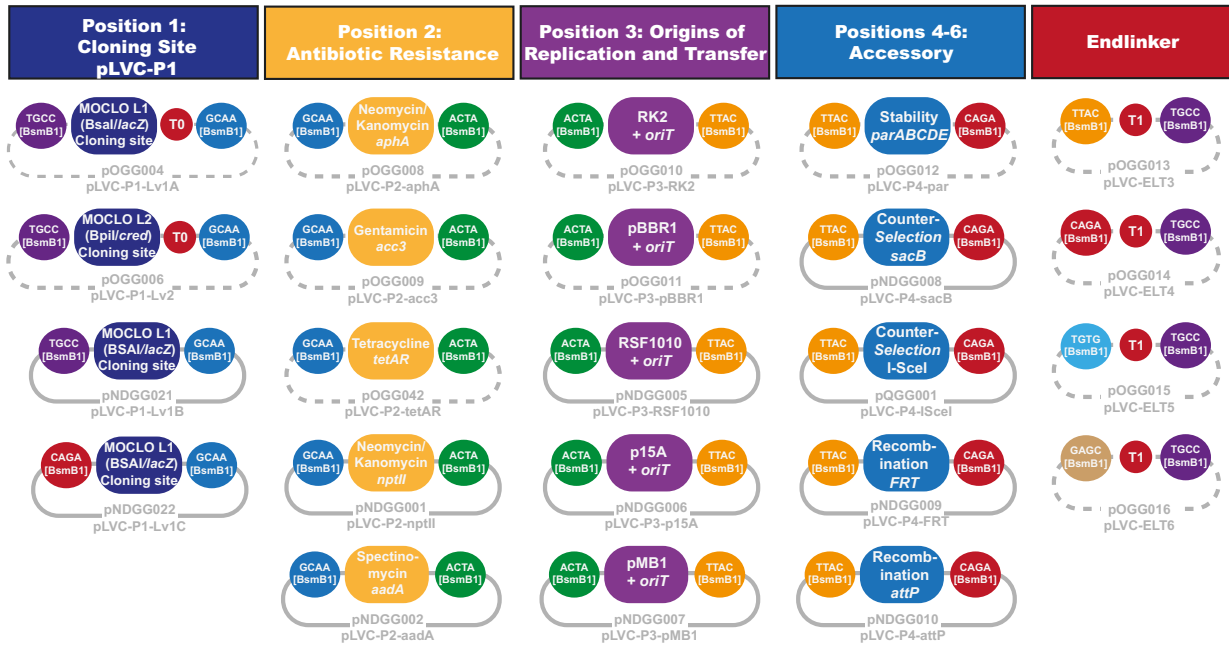 Position 1:
Cloning Site
pLVC-P1
Position 2:
Antibiotic Resistance
Position 3: Origins of
Replication and Transfer
Positions 4-6:
Accessory
Endlinker
TGCC
[BsmB1]
MOCLO L1
(BsaI/lacZ)
Cloning site
T0
GCAA
[BsmB1]
pOGG004
pLVC-P1-Lv1A
TGCC
[BsmB1]
MOCLO L2
(BpiI/cred)
Cloning site
T0
GCAA
[BsmB1]
pOGG006
pLVC-P1-Lv2
TGCC
[BsmB1]
MOCLO L1
(BSAI/lacZ)
Cloning site
GCAA
[BsmB1]
pNDGG021
pLVC-P1-Lv1B
CAGA
[BsmB1]
MOCLO L1
(BSAI/lacZ)
Cloning site
GCAA
[BsmB1]
pNDGG022
pLVC-P1-Lv1C
GCAA
[BsmB1]
Neomycin/
Kanomycin
aphA
ACTA
[BsmB1]
pOGG008
pLVC-P2-aphA
GCAA
[BsmB1]
Gentamicin
acc3
ACTA
[BsmB1]
pOGG009
pLVC-P2-acc3
GCAA
[BsmB1]
Tetracycline
tetAR
ACTA
[BsmB1]
pOGG042
pLVC-P2-tetAR
GCAA
[BsmB1]
Neomycin/
Kanomycin
nptII
ACTA
[BsmB1]
pNDGG001
pLVC-P2-nptII
GCAA
[BsmB1]
Spectino-
mycin
aadA
ACTA
[BsmB1]
pNDGG002
pLVC-P2-aadA
ACTA
[BsmB1]
RK2
+ oriT
TTAC
[BsmB1]
pOGG010
pLVC-P3-RK2
ACTA
[BsmB1]
pBBR1
+ oriT
TTAC
[BsmB1]
pOGG011
pLVC-P3-pBBR1
ACTA
[BsmB1]
RSF1010
+ oriT
TTAC
[BsmB1]
pNDGG005
pLVC-P3-RSF1010
ACTA
[BsmB1]
p15A
+ oriT
TTAC
[BsmB1]
pNDGG006
pLVC-P3-p15A
ACTA
[BsmB1]
pMB1
+ oriT
TTAC
[BsmB1]
pNDGG007
pLVC-P3-pMB1
TTAC
[BsmB1]
Stability
parABCDE
CAGA
[BsmB1]
pOGG012
pLVC-P4-par
TTAC
[BsmB1]
Counter-
Selection
sacB
CAGA
[BsmB1]
pNDGG008
pLVC-P4-sacB
TTAC
[BsmB1]
Counter-
Selection
I-SceI
CAGA
[BsmB1]
pQGG001
pLVC-P4-ISceI
TTAC
[BsmB1]
Recomb-
ination
FRT
CAGA
[BsmB1]
pNDGG009
pLVC-P4-FRT
TTAC
[BsmB1]
Recomb-
ination
attP
CAGA
[BsmB1]
pNDGG010
pLVC-P4-attP
TTAC
[BsmB1]
T1
TGCC
[BsmB1]
pOGG013
pLVC-ELT3
CAGA
[BsmB1]
T1
TGCC
[BsmB1]
pOGG014
pLVC-ELT4
TGTG
[BsmB1]
T1
TGCC
[BsmB1]
pOGG015
pLVC-ELT5
GAGC
[BsmB1]
T1
TGCC
[BsmB1]
pOGG016
pLVC-ELT6